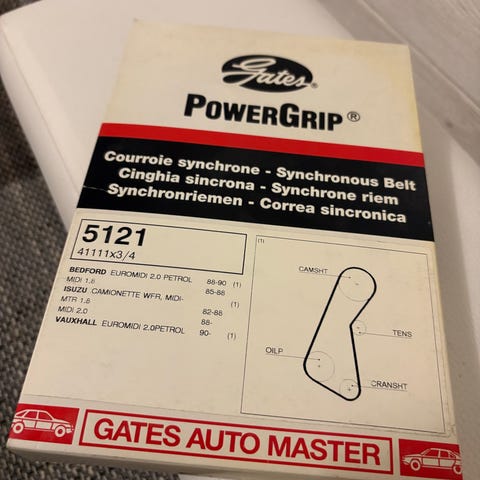 Gates®
POWERGRIP®
Courroie synchrone - Synchronous Belt
Cinghia sincrona - Synchrone riem
Synchronriemen - Correa sincronica
5121
41111x3/4
BEDFORD EUROMIDI 2.0 PETROL 88-90 (1)
MIDI 1.8 85-88
ISUZU CAMIONETTE WFR, MIDI- (1)
MTR 1.8 82-88
MIDI 2.0 88-
VAUXHALL EUROMIDI 2.0PETROL 90- (1)
(1)
CAMSHT
TENS
OILP
CRANSHT
GATES AUTO MASTER